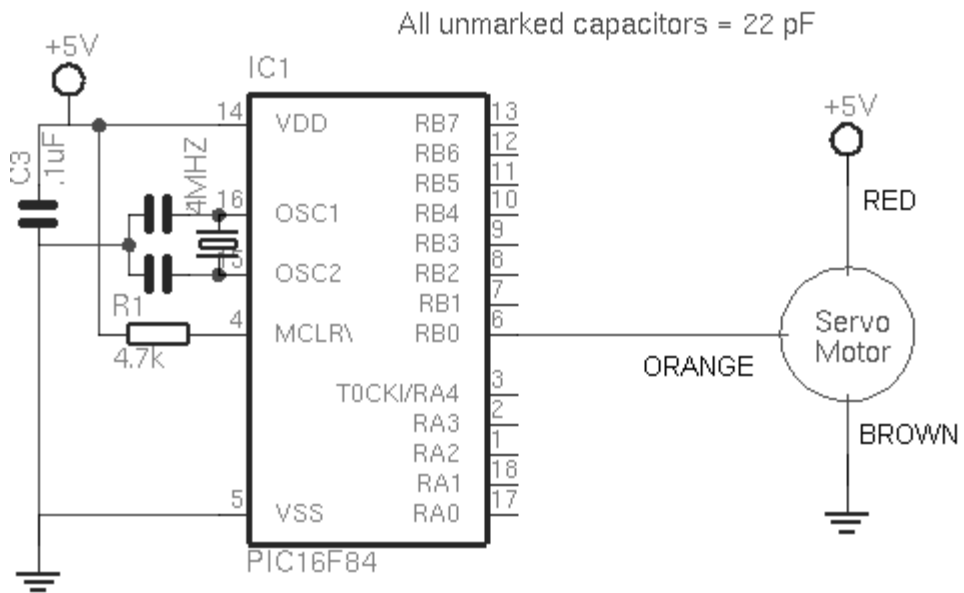 All unmarked capacitors = 22 pF
+5V
IC1
C3
.1uF
14
VDD
RB7
13
+5V
RB6
12
4MHZ
RB5
11
16
OSC1
RB4
10
RED
RB3
9
15
OSC2
RB2
8
R1
RB1
7
4.7k
4
MCLR\
RB0
6
Servo
Motor
ORANGE
T0CKI/RA4
3
RA3
2
BROWN
RA2
1
RA1
18
5
VSS
RA0
17
PIC16F84